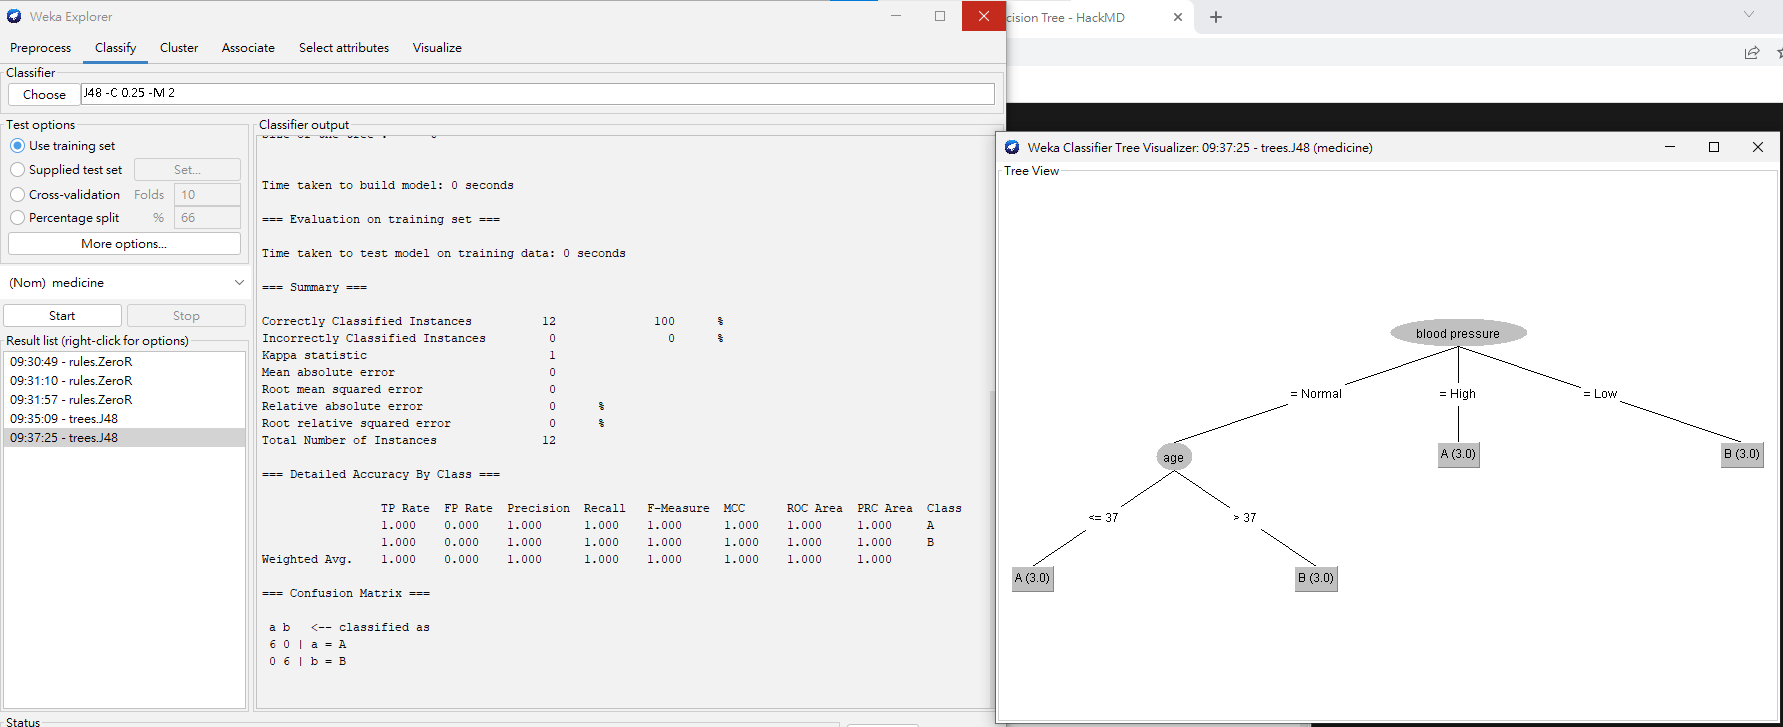 Weka Explorer
cision Tree - HackMD
Preprocess Classify Cluster Associate Select attributes Visualize
Classifier
Choose J48 -C 0.25 -M 2
Test options
Use training set
Supplied test set Set...
Cross-validation Folds 10
Percentage split % 66
More options...
(Nom) medicine
Start Stop
Result list (right-click for options)
09:30:49 - rules.ZeroR
09:31:10 - rules.ZeroR
09:31:57 - rules.ZeroR
09:35:09 - trees.J48
09:37:25 - trees.J48
Classifier output
Time taken to build model: 0 seconds
=== Evaluation on training set ===
Time taken to test model on training data: 0 seconds
=== Summary ===
Correctly Classified Instances 12 100 %
Incorrectly Classified Instances 0 0 %
Kappa statistic 1
Mean absolute error 0
Root mean squared error 0
Relative absolute error 0 %
Root relative squared error 0 %
Total Number of Instances 12
=== Detailed Accuracy By Class ===
TP Rate FP Rate Precision Recall F-Measure MCC ROC Area PRC Area Class
1.000 0.000 1.000 1.000 1.000 1.000 1.000 1.000 A
1.000 0.000 1.000 1.000 1.000 1.000 1.000 1.000 B
Weighted Avg. 1.000 0.000 1.000 1.000 1.000 1.000 1.000 1.000
=== Confusion Matrix ===
a b <-- classified as
6 0 | a = A
0 6 | b = B
Status
Weka Classifier Tree Visualizer: 09:37:25 - trees.J48 (medicine)
Tree View
blood pressure
= Normal = High = Low
age A (3.0) B (3.0)
<= 37 > 37
A (3.0) B (3.0)